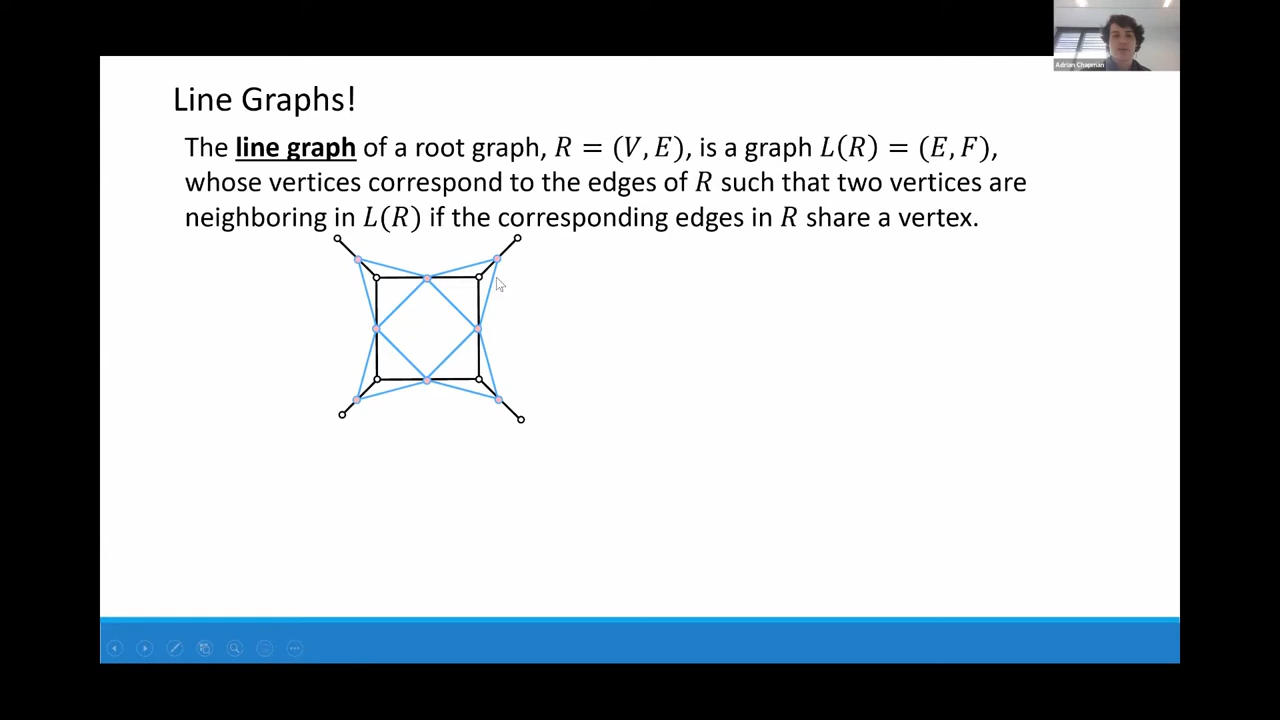 Adrian Chapman
Line Graphs!
The line graph of a root graph, R = (V, E), is a graph L(R) = (E, F),
whose vertices correspond to the edges of R such that two vertices are
neighboring in L(R) if the corresponding edges in R share a vertex.